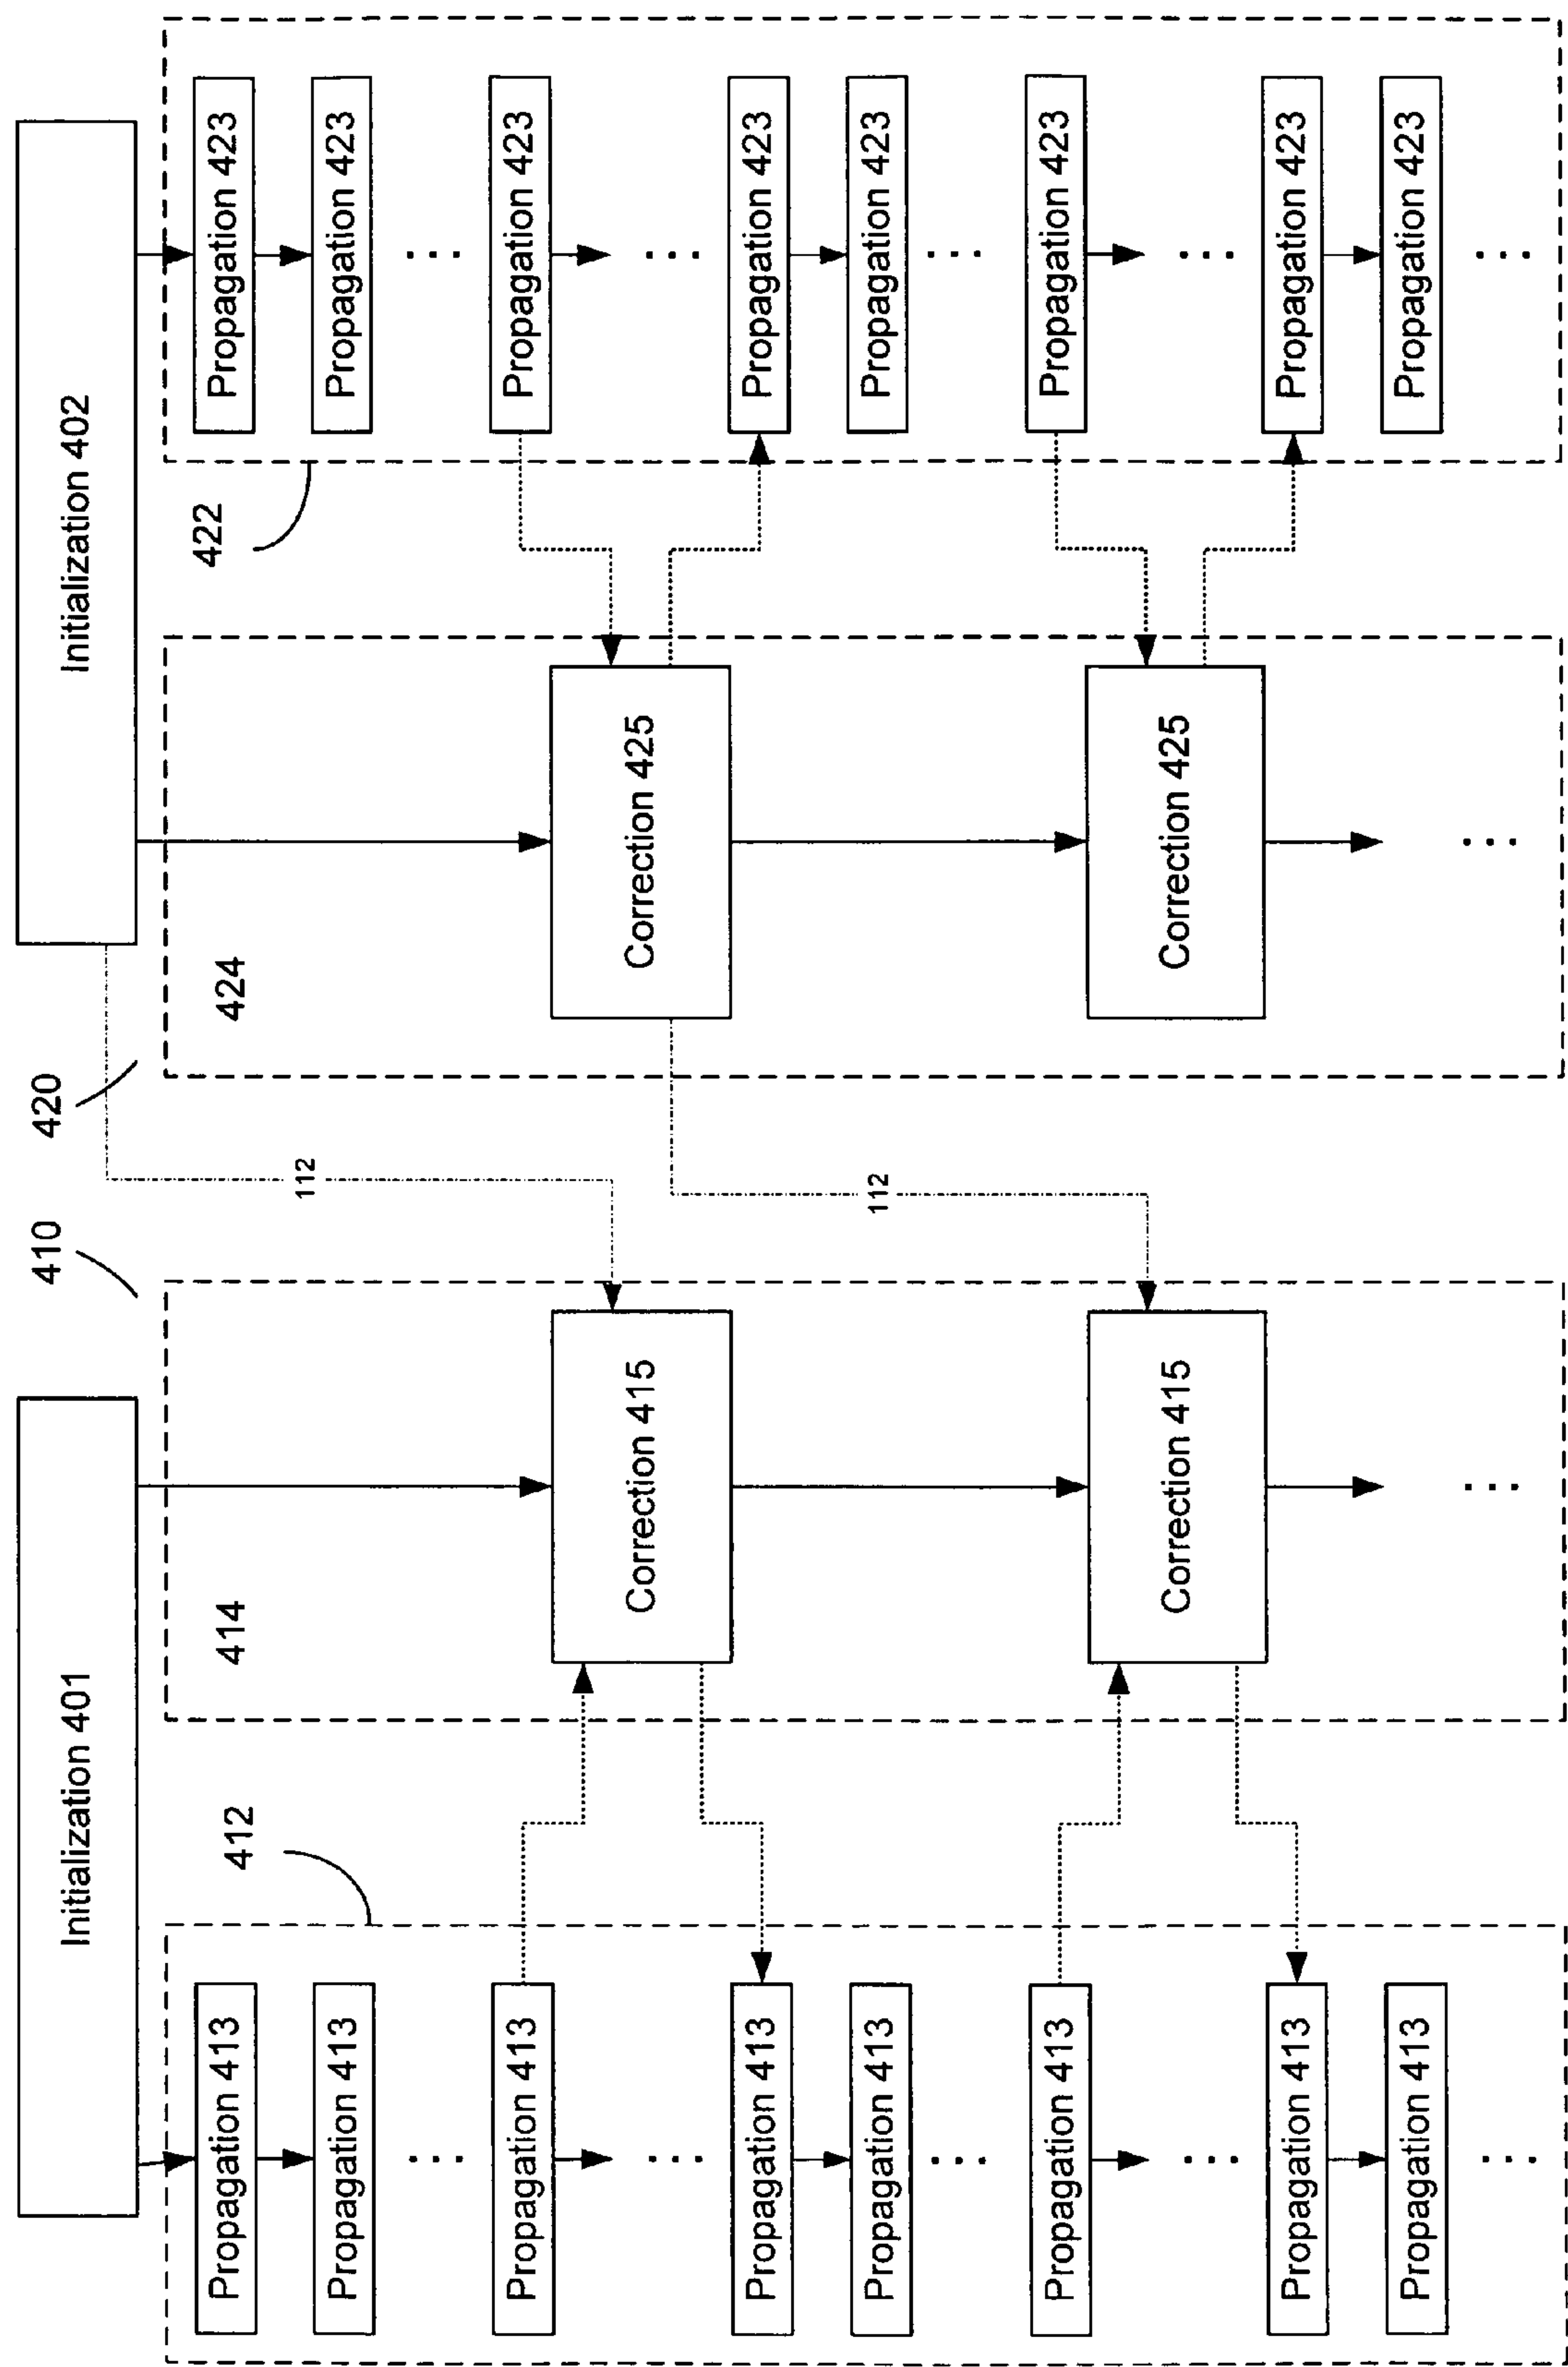 410
420
Initialization 401
Initialization 402
Propagation 413
412
414
424
422
Propagation 423
112
Propagation 413
Propagation 423
...
...
Propagation 413
Correction 415
Correction 425
Propagation 423
...
...
Propagation 413
112
Propagation 423
Propagation 413
Propagation 423
...
...
Propagation 413
Correction 415
Correction 425
Propagation 423
...
...
Propagation 413
Propagation 423
Propagation 413
Propagation 423
...
...
...
...